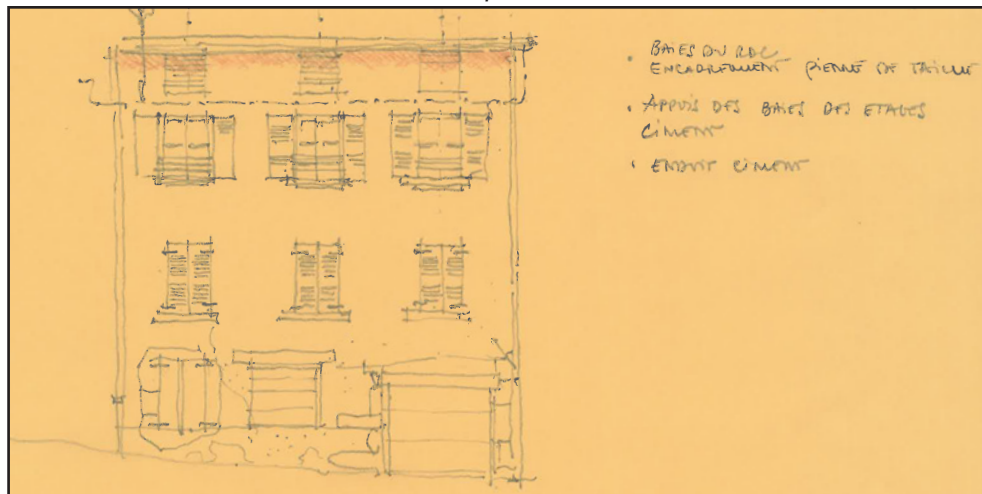 • BAIES DU RDC
ENCADREMENT PIERRE DE TAILLE
• APPUIS DES BAIES DES ETAGES
CIMENT
• ENDUIT CIMENT